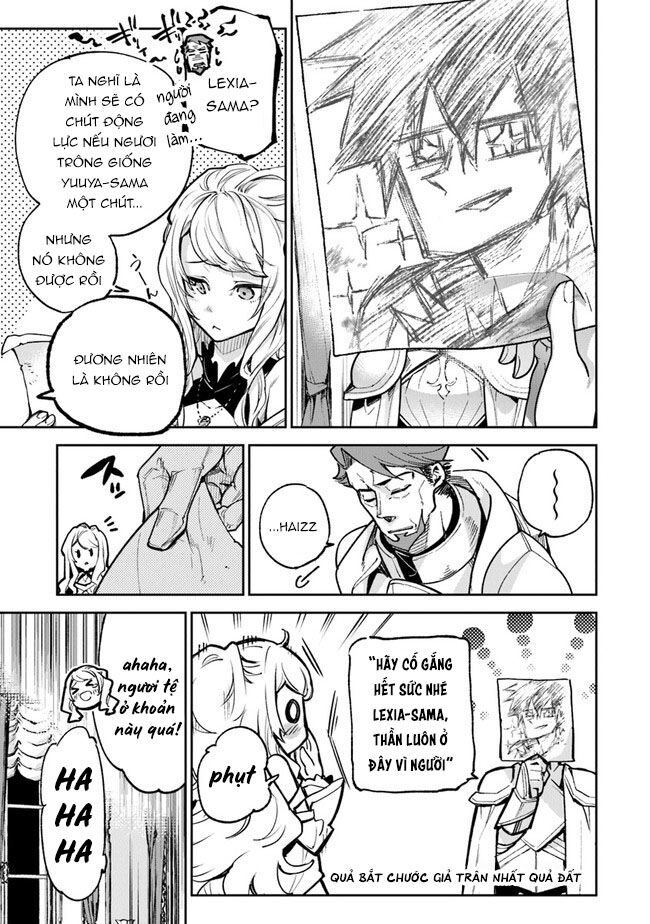 LEXIA-
SAMA?
người
đang
làm...
TA NGHĨ LÀ
MÌNH SẼ CÓ
CHÚT ĐỘNG
LỰC NẾU NGƯƠI
TRÔNG GIỐNG
YUUYA-SAMA
MỘT CHÚT...
NHƯNG
NÓ KHÔNG
ĐƯỢC RỒI
ĐƯƠNG NHIÊN
LÀ KHÔNG RỒI
...HAIZZ
"HÃY CỐ GẮNG
HẾT SỨC NHÉ
LEXIA-SAMA,
THẦN LUÔN Ở
ĐÂY VÌ NGƯỜI"
QUẢ BẮT CHƯỚC GIẢ TRÂN NHẤT QUẢ ĐẤT
phụt
ahaha,
ngươi tệ
ở khoản
này quá!
HA
HA
HA